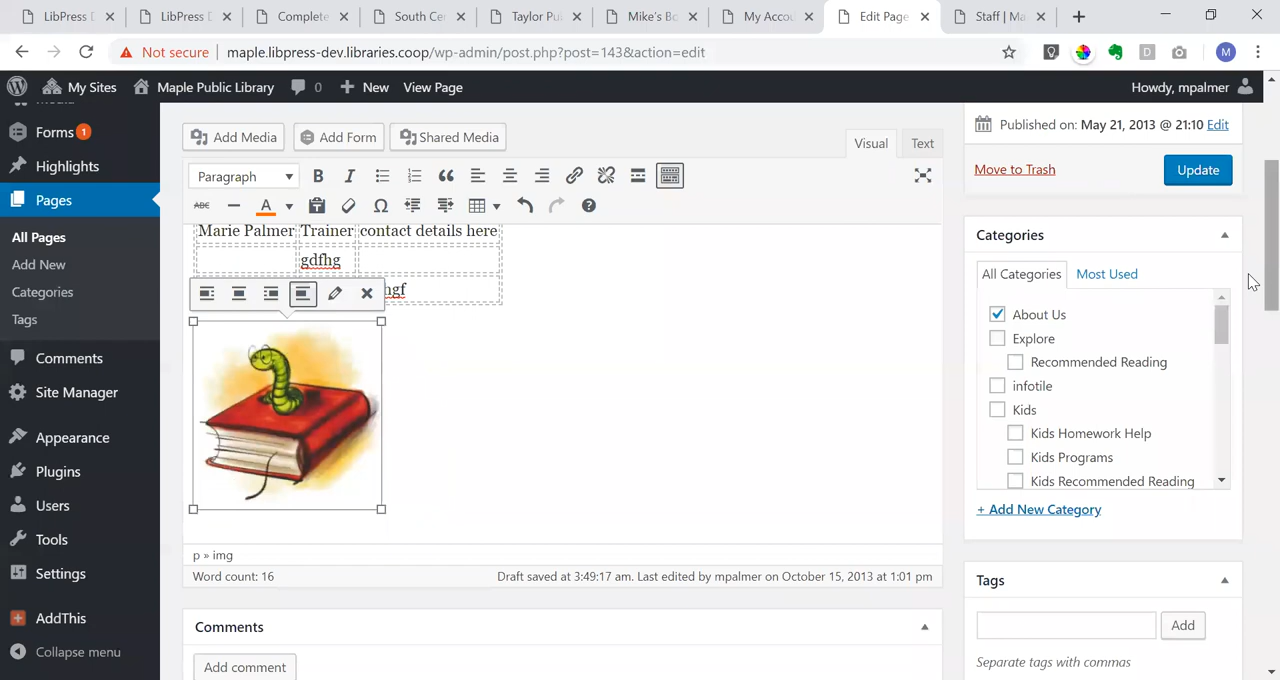 LibPress D
LibPress D
Complete
South Ce
Taylor Pu
Mike's Bo
My Accou
Edit Page
Staff | Ma
Not secure
maple.libpress-dev.libraries.coop/wp-admin/post.php?post=143&action=edit
M
My Sites
Maple Public Library
0
New
View Page
Howdy, mpalmer
Media
Forms 1
Highlights
Pages
All Pages
Add New
Categories
Tags
Comments
Site Manager
Appearance
Plugins
Users
Tools
Settings
AddThis
Collapse menu
Add Media
Add Form
Shared Media
Visual
Text
Paragraph
B I
ABC
A
Marie Palmer Trainer contact details here
gdfhg
hgf
p » img
Word count: 16
Draft saved at 3:49:17 am. Last edited by mpalmer on October 15, 2013 at 1:01 pm
Comments
Add comment
Published on: May 21, 2013 @ 21:10 Edit
Move to Trash
Update
Categories
All Categories
Most Used
About Us
Explore
Recommended Reading
infotile
Kids
Kids Homework Help
Kids Programs
Kids Recommended Reading
+ Add New Category
Tags
Add
Separate tags with commas